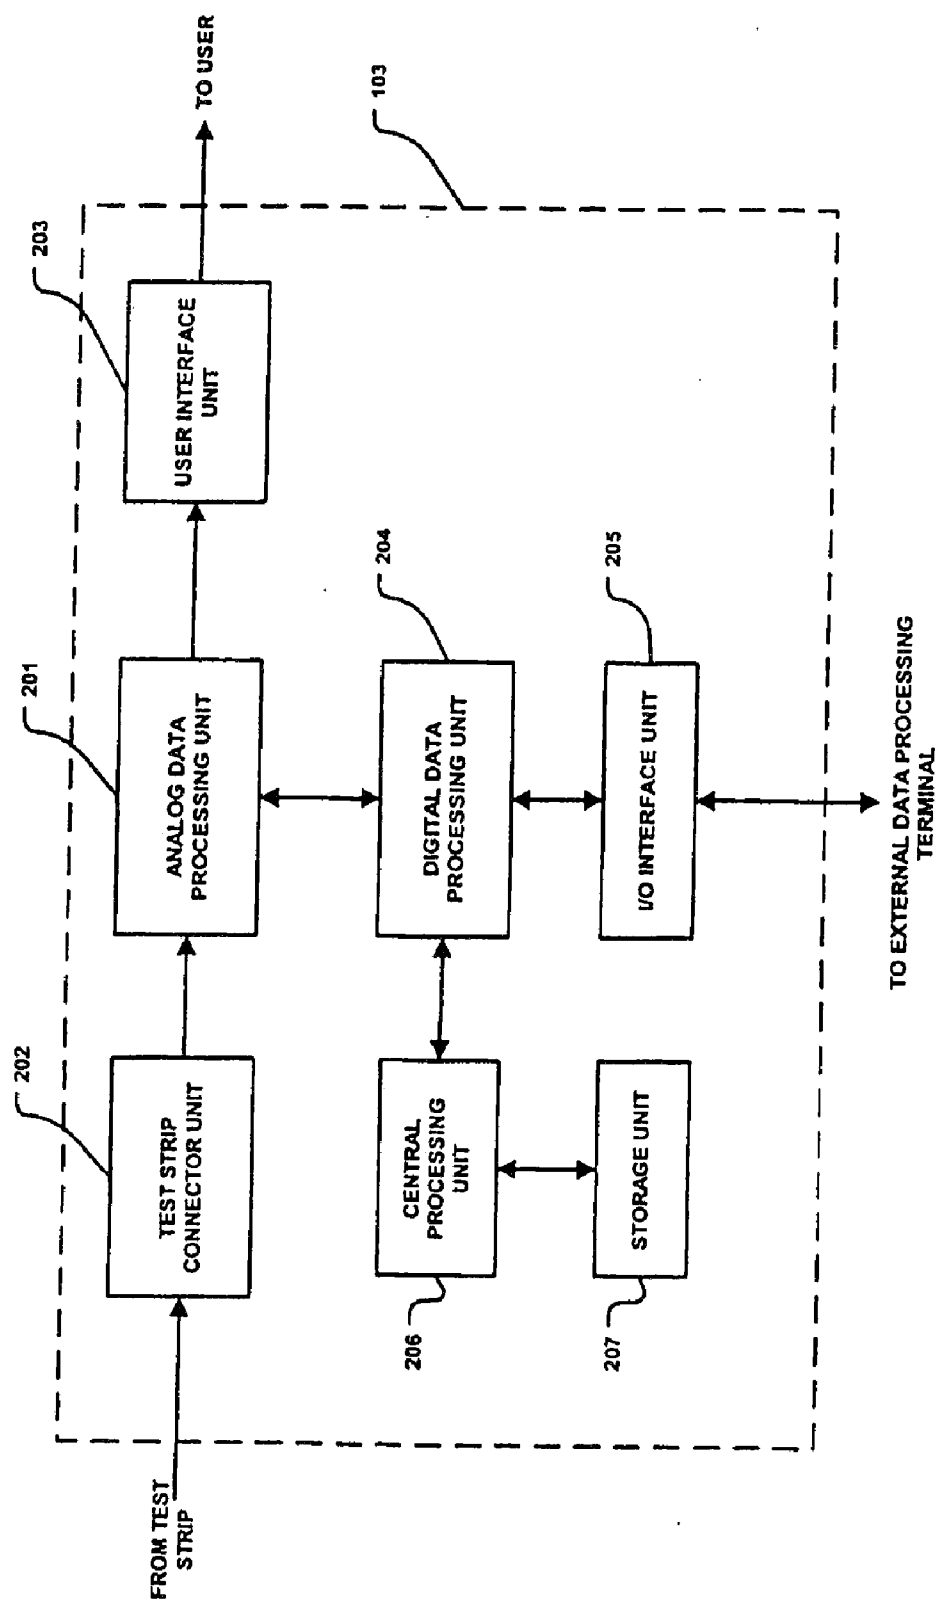 FROM TEST
STRIP
202
TEST STRIP
CONNECTOR UNIT
201
ANALOG DATA
PROCESSING UNIT
203
USER INTERFACE
UNIT
TO USER
103
206
CENTRAL
PROCESSING
UNIT
204
DIGITAL DATA
PROCESSING UNIT
207
STORAGE UNIT
205
I/O INTERFACE UNIT
TO EXTERNAL DATA PROCESSING
TERMINAL